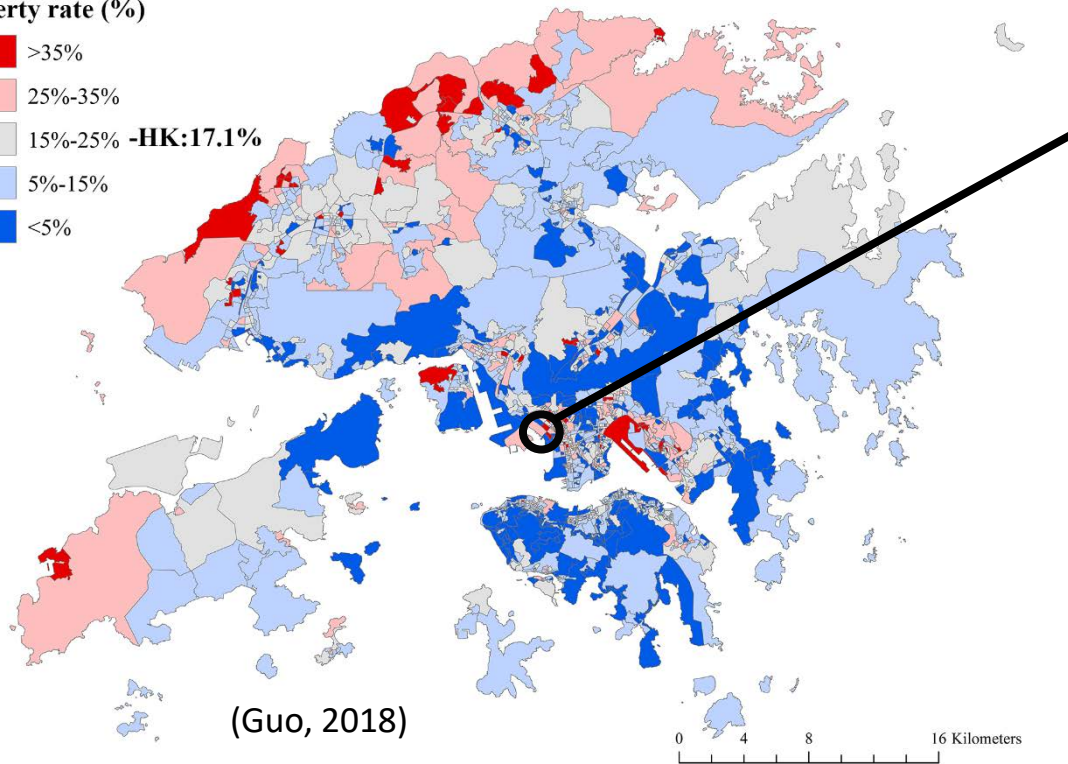 erty rate (%)
>35%
25%-35%
15%-25% -HK:17.1%
5%-15%
<5%
(Guo, 2018)
0 4 8 16 Kilometers